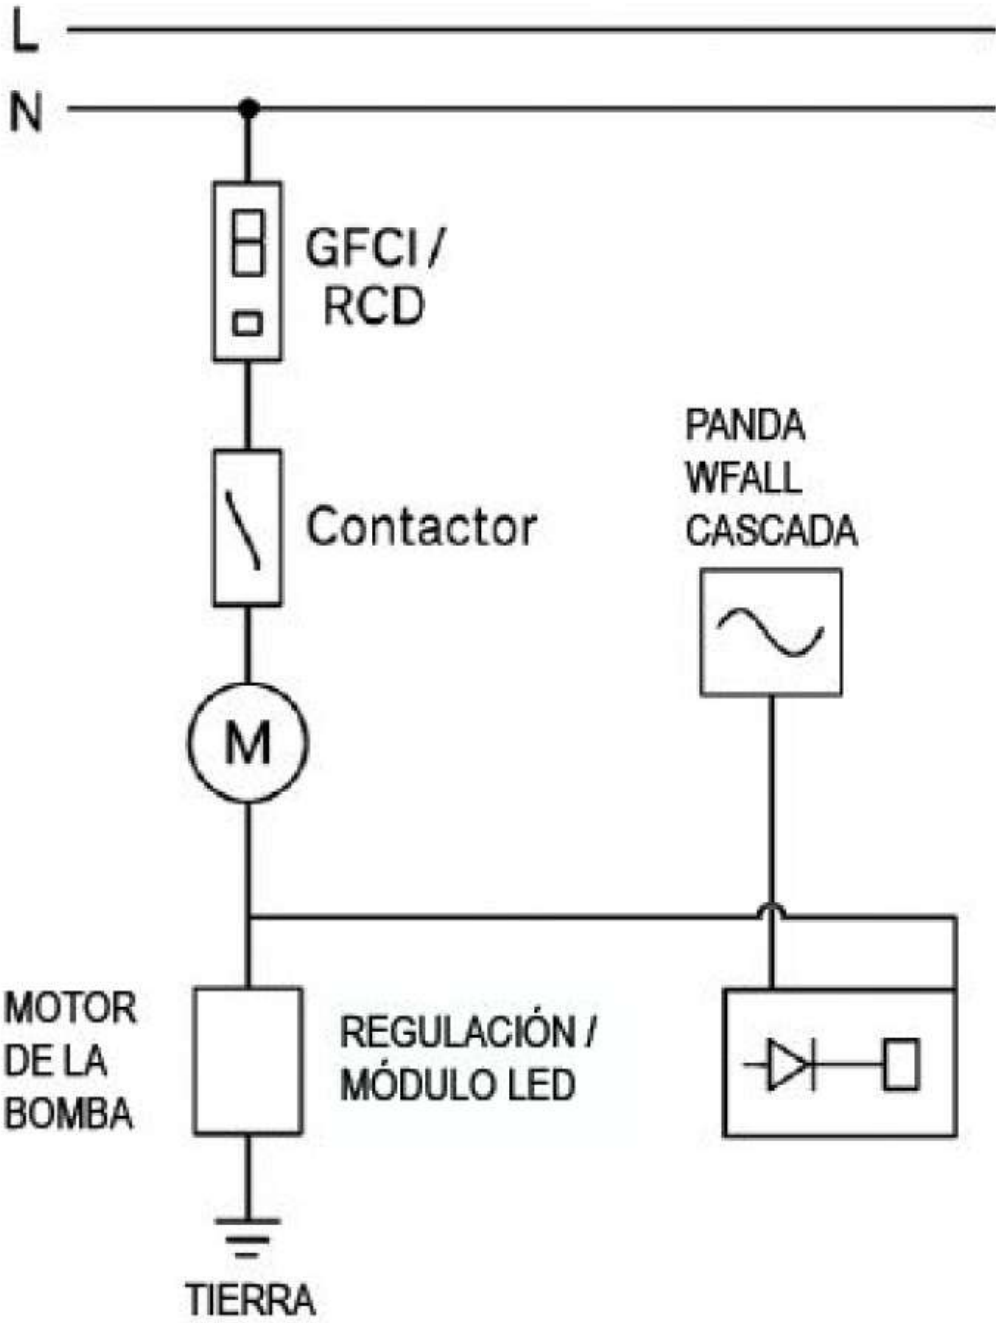 L
N
GFCI /
RCD
Contactor
PANDA
WFALL
CASCADA
M
MOTOR
DE LA
BOMBA
REGULACIÓN /
MÓDULO LED
TIERRA